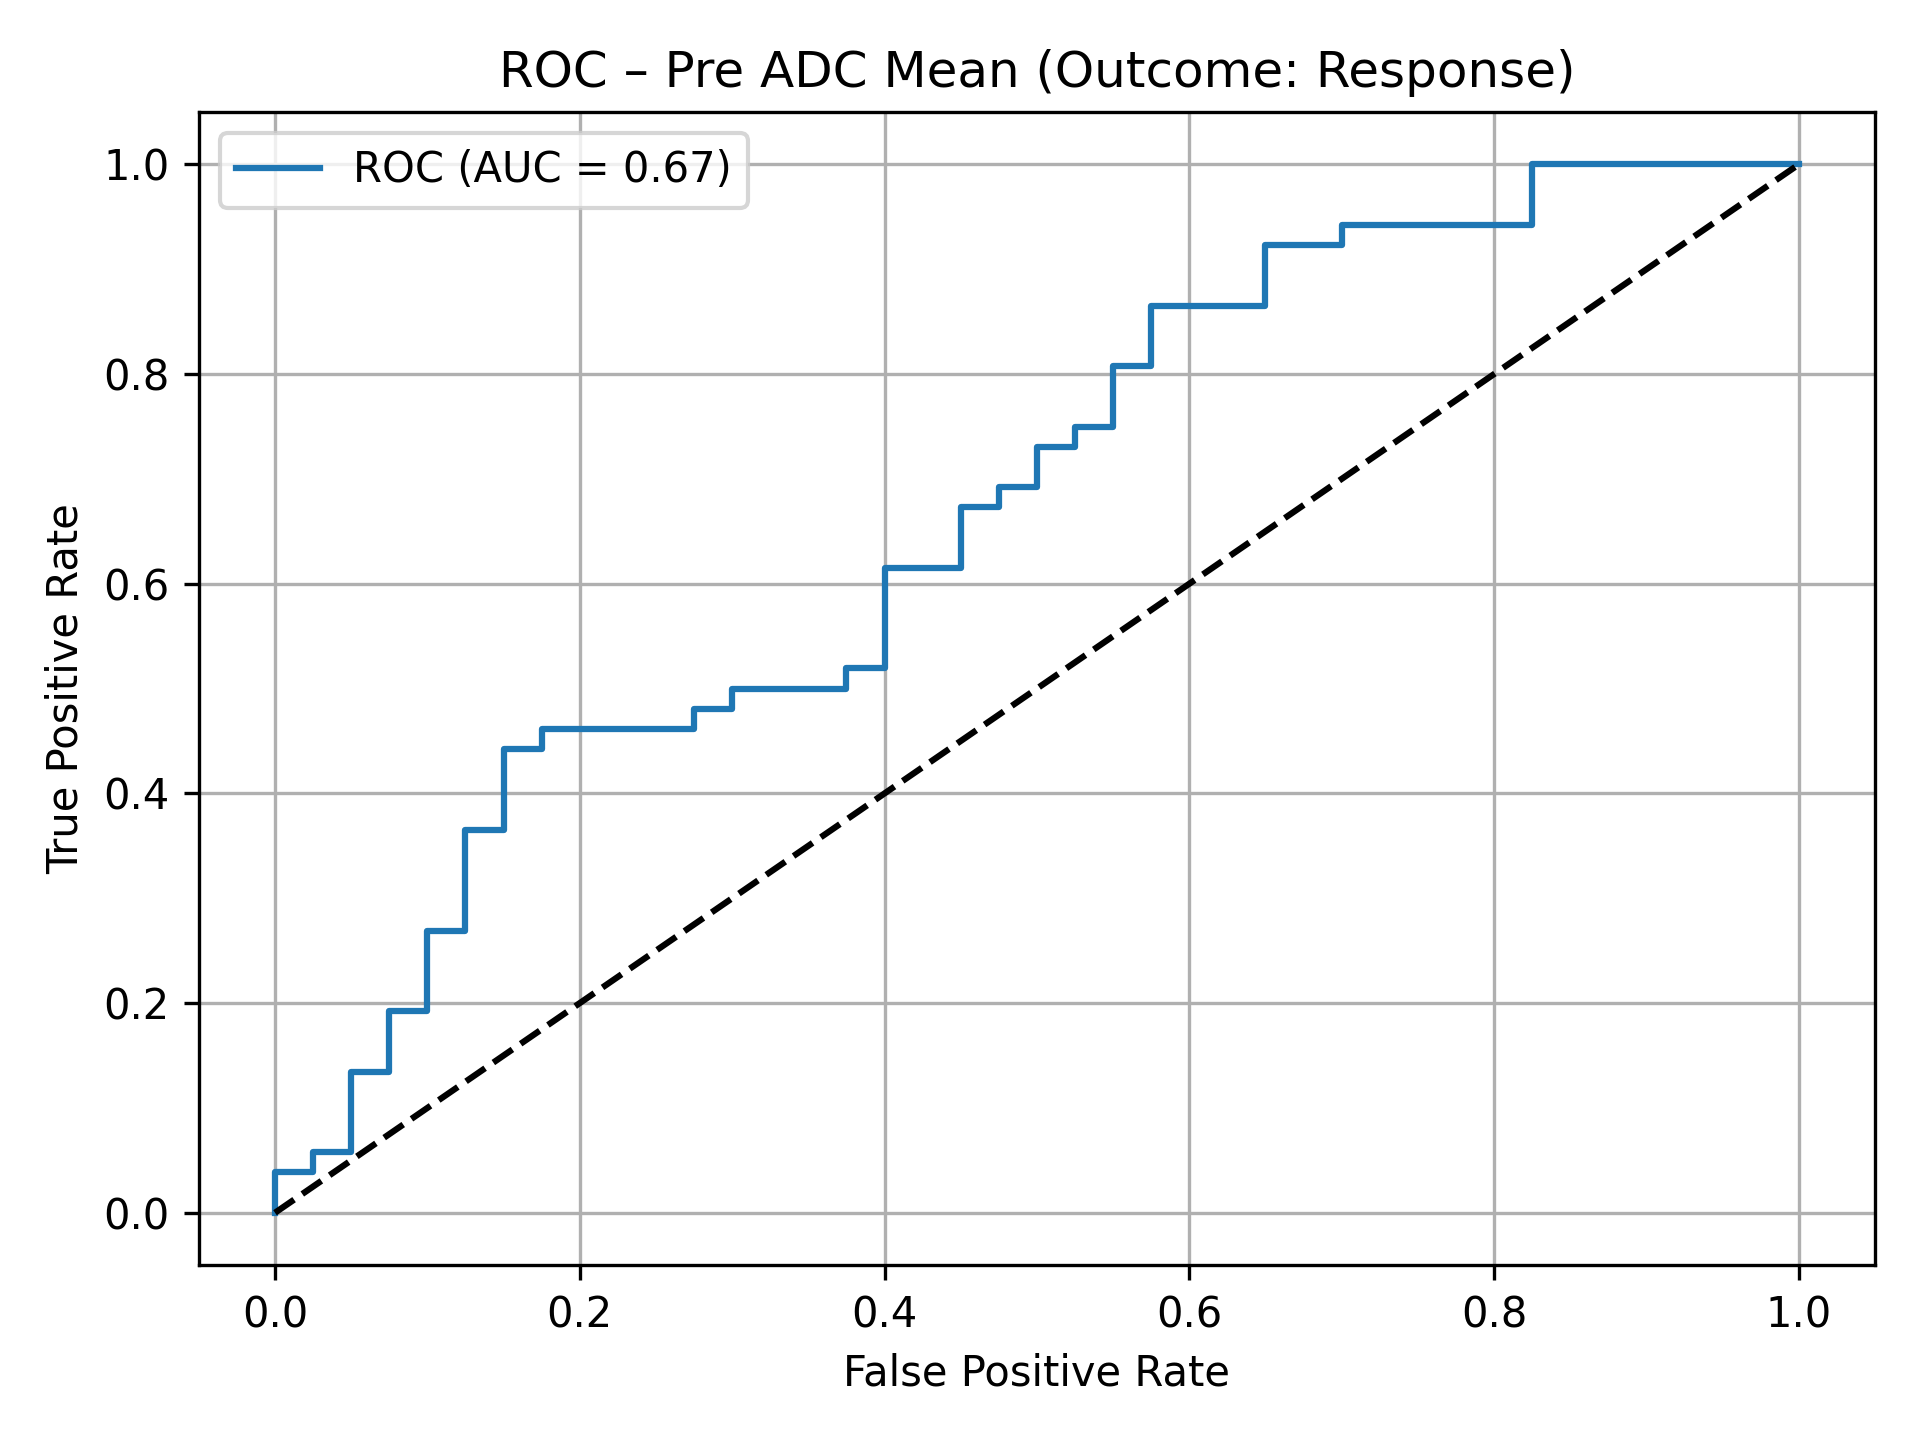 ROC – Pre ADC Mean (Outcome: Response)
ROC (AUC = 0.67)
True Positive Rate
1.0
0.8
0.6
0.4
0.2
0.0
0.0 0.2 0.4 0.6 0.8 1.0
False Positive Rate